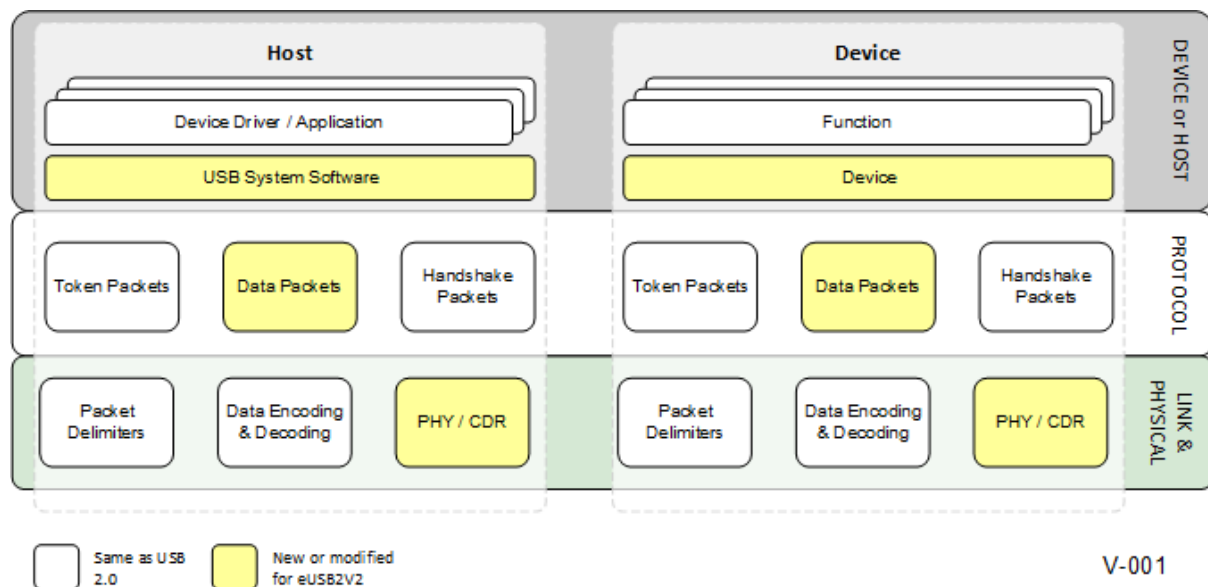 Host
Device
DEVICE or HOST
Device Driver / Application
Function
USB System Software
Device
Token Packets
Data Packets
Handshake
Packets
Token Packets
Data Packets
Handshake
Packets
PROTOCOL
Packet
Delimiters
Data Encoding
& Decoding
PHY / CDR
Packet
Delimiters
Data Encoding
& Decoding
PHY / CDR
LINK &
PHYSICAL
Same as USB
2.0
New or modified
for eUSB2V2
V-001